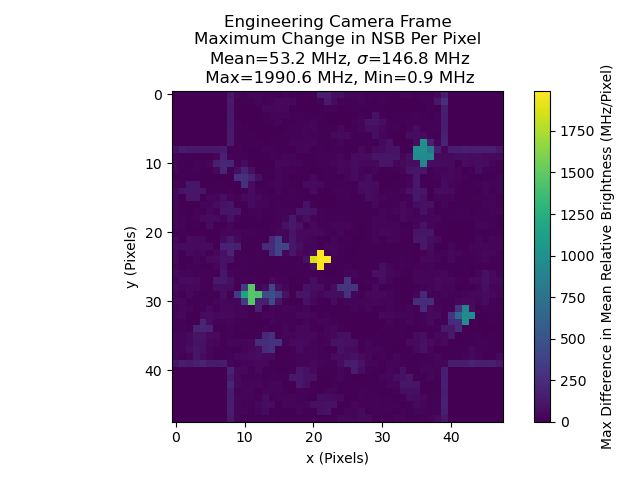 Engineering Camera Frame
Maximum Change in NSB Per Pixel
Mean=53.2 MHz, σ=146.8 MHz
Max=1990.6 MHz, Min=0.9 MHz
0
10
20
30
40
y (Pixels)
0
10
20
30
40
x (Pixels)
1750
1500
1250
1000
750
500
250
0
Max Difference in Mean Relative Brightness (MHz/Pixel)